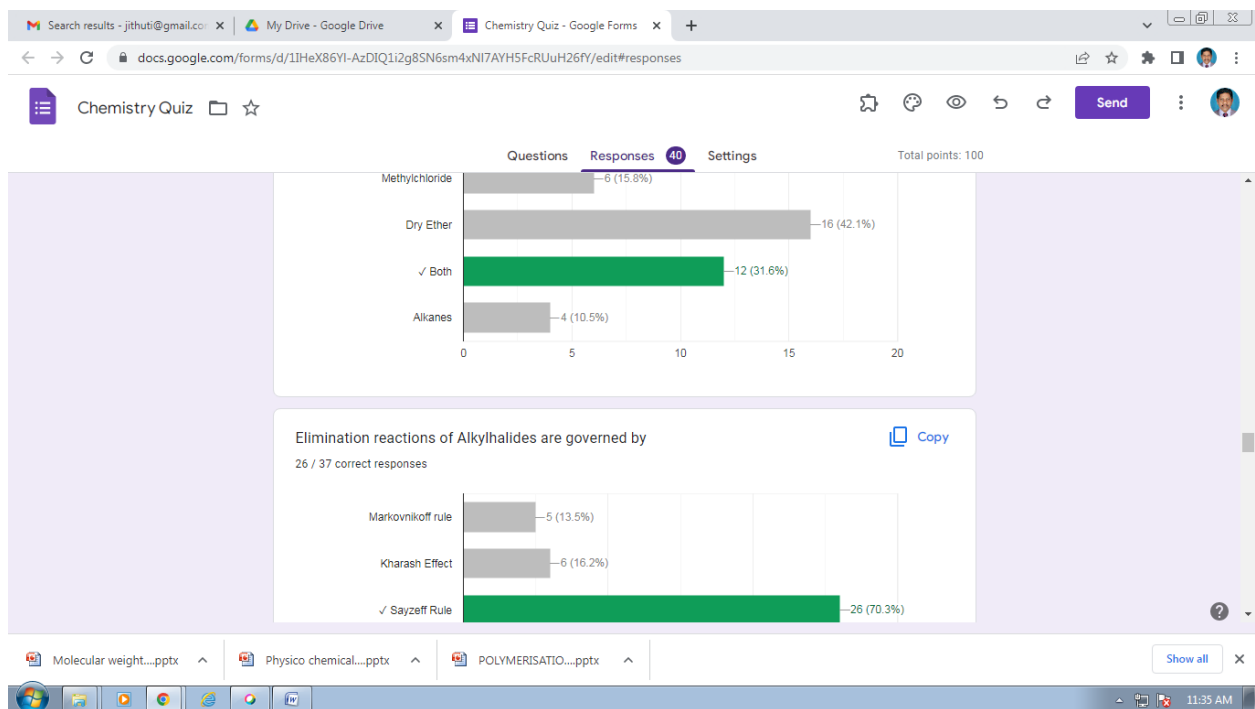 Search results - jithuti@gmail.cor
My Drive - Google Drive
Chemistry Quiz - Google Forms
docs.google.com/forms/d/1IHeX86YI-AzDIQ1i2g8SN6sm4xNI7AYH5FcRUuH26fY/edit#responses
Chemistry Quiz
Send
Questions Responses 40 Settings
Total points: 100
Methylchloride 6 (15.8%)
Dry Ether 16 (42.1%)
✓ Both 12 (31.6%)
Alkanes 4 (10.5%)
0 5 10 15 20
Elimination reactions of Alkylhalides are governed by
Copy
26 / 37 correct responses
Markovnikoff rule 5 (13.5%)
Kharash Effect 6 (16.2%)
✓ Sayzeff Rule 26 (70.3%)
Molecular weight....pptx
Physico chemical....pptx
POLYMERISATIO....pptx
Show all
11:35 AM